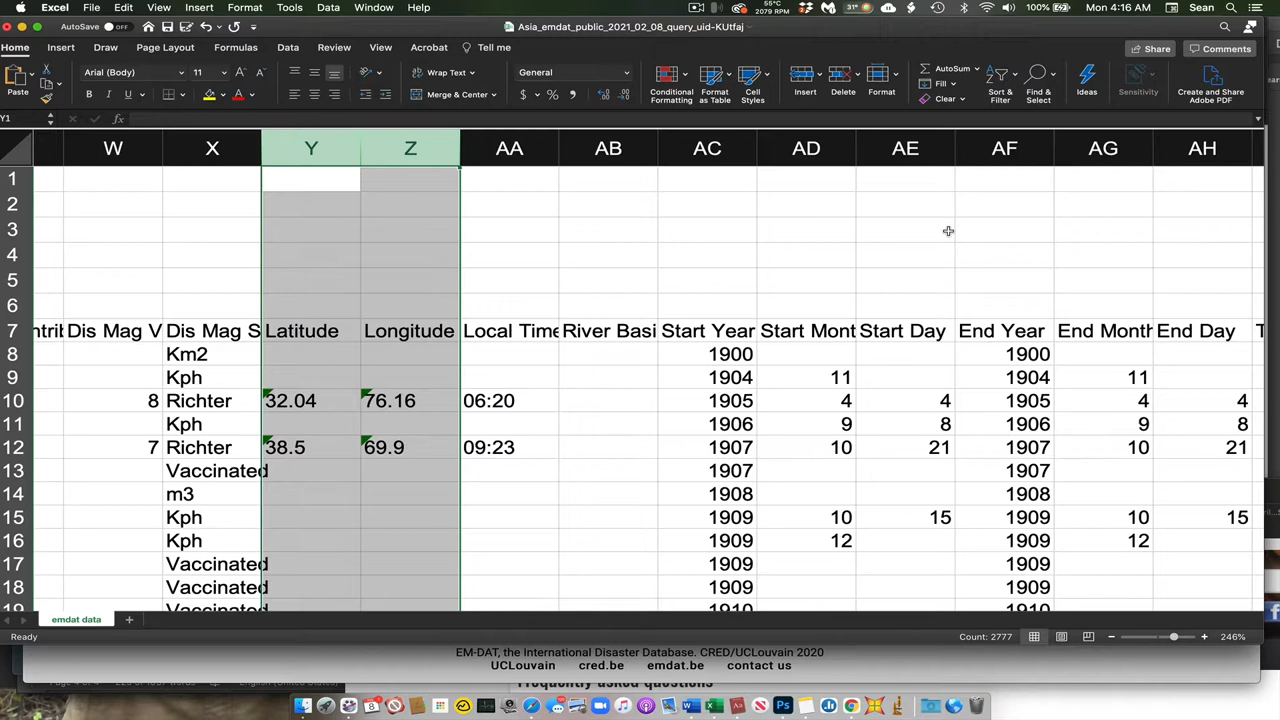 Excel File Edit View Insert Format Tools Data Window Help 55°C 2079 RPM 31° 100% Mon 4:16 AM Sean
AutoSave OFF Asia_emdat_public_2021_02_08_query_uid-KUtfaj
Home Insert Draw Page Layout Formulas Data Review View Acrobat Tell me Share Comments
Paste Arial (Body) 11 A A Wrap Text General Conditional Formatting Format as Table Cell Styles Insert Delete Format AutoSum Sort & Filter Find & Select Ideas Sensitivity Create and Share Adobe PDF
B I U A Merge & Center $ % Fill
Clear
Y1 fx
W X Y Z AA AB AC AD AE AF AG AH
1
2
3
4
5
6
7 ntrib Dis Mag V Dis Mag S Latitude Longitude Local Time River Basi Start Year Start Mont Start Day End Year End Month End Day
8 Km2 1900 1900
9 Kph 1904 11 1904 11
10 8 Richter 32.04 76.16 06:20 1905 4 4 1905 4 4
11 Kph 1906 9 8 1906 9 8
12 7 Richter 38.5 69.9 09:23 1907 10 21 1907 10 21
13 Vaccinated 1907 1907
14 m3 1908 1908
15 Kph 1909 10 15 1909 10 15
16 Kph 1909 12 1909 12
17 Vaccinated 1909 1909
18 Vaccinated 1909 1909
19 Vaccinated 1910 1910
emdat data
Ready Count: 2777 246%
EM-DAT, the International Disaster Database. CRED/UCLouvain 2020
UCLouvain cred.be emdat.be contact us
Frequently asked questions